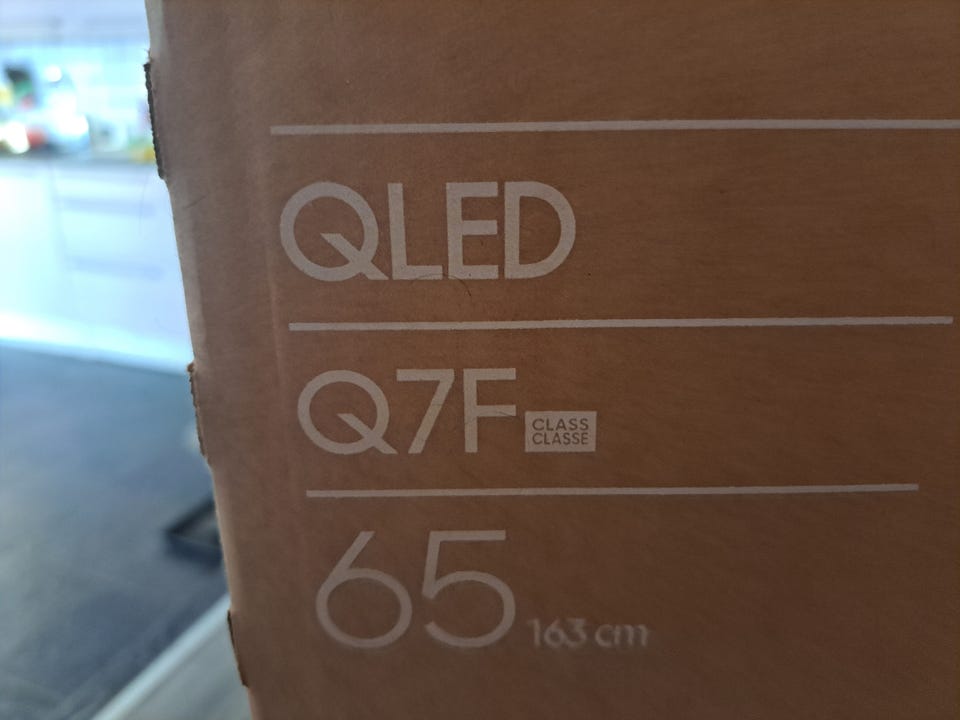 QLED
Q7F CLASS
CLASSE
65 163 cm